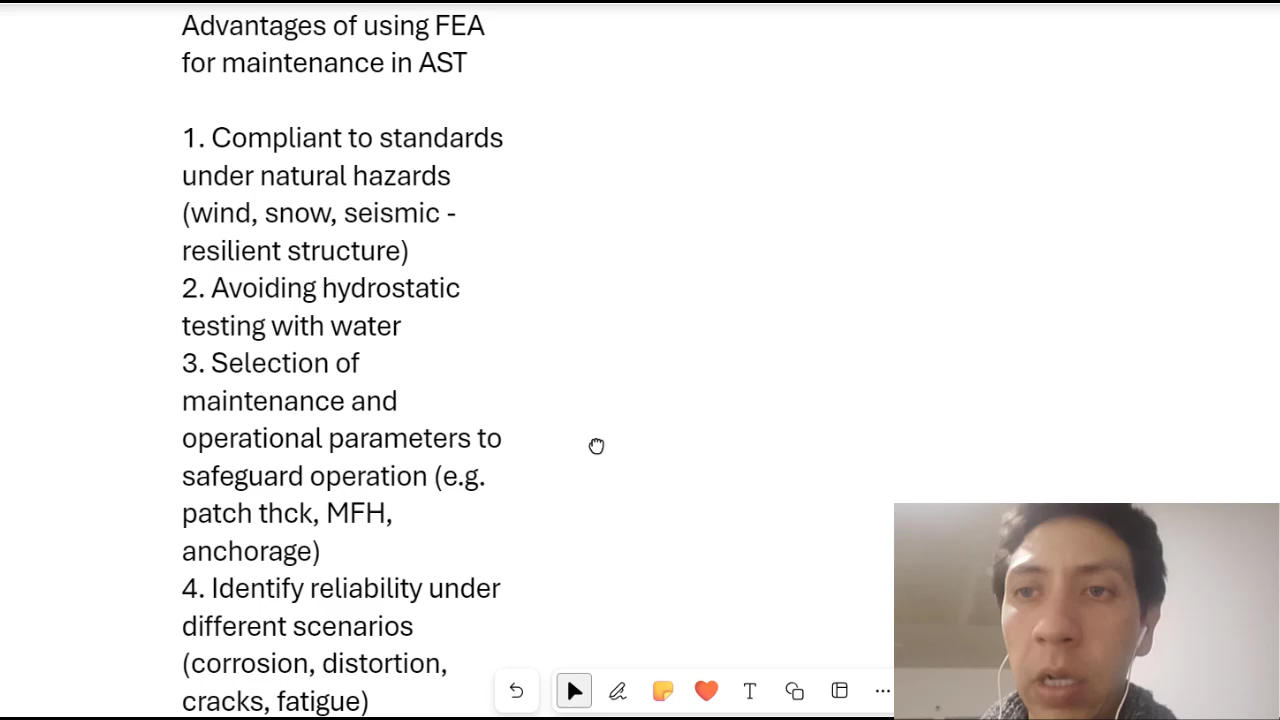 Advantages of using FEA
for maintenance in AST
1. Compliant to standards
under natural hazards
(wind, snow, seismic -
resilient structure)
2. Avoiding hydrostatic
testing with water
3. Selection of
maintenance and
operational parameters to
safeguard operation (e.g.
patch thck, MFH,
anchorage)
4. Identify reliability under
different scenarios
(corrosion, distortion,
cracks, fatigue)
T